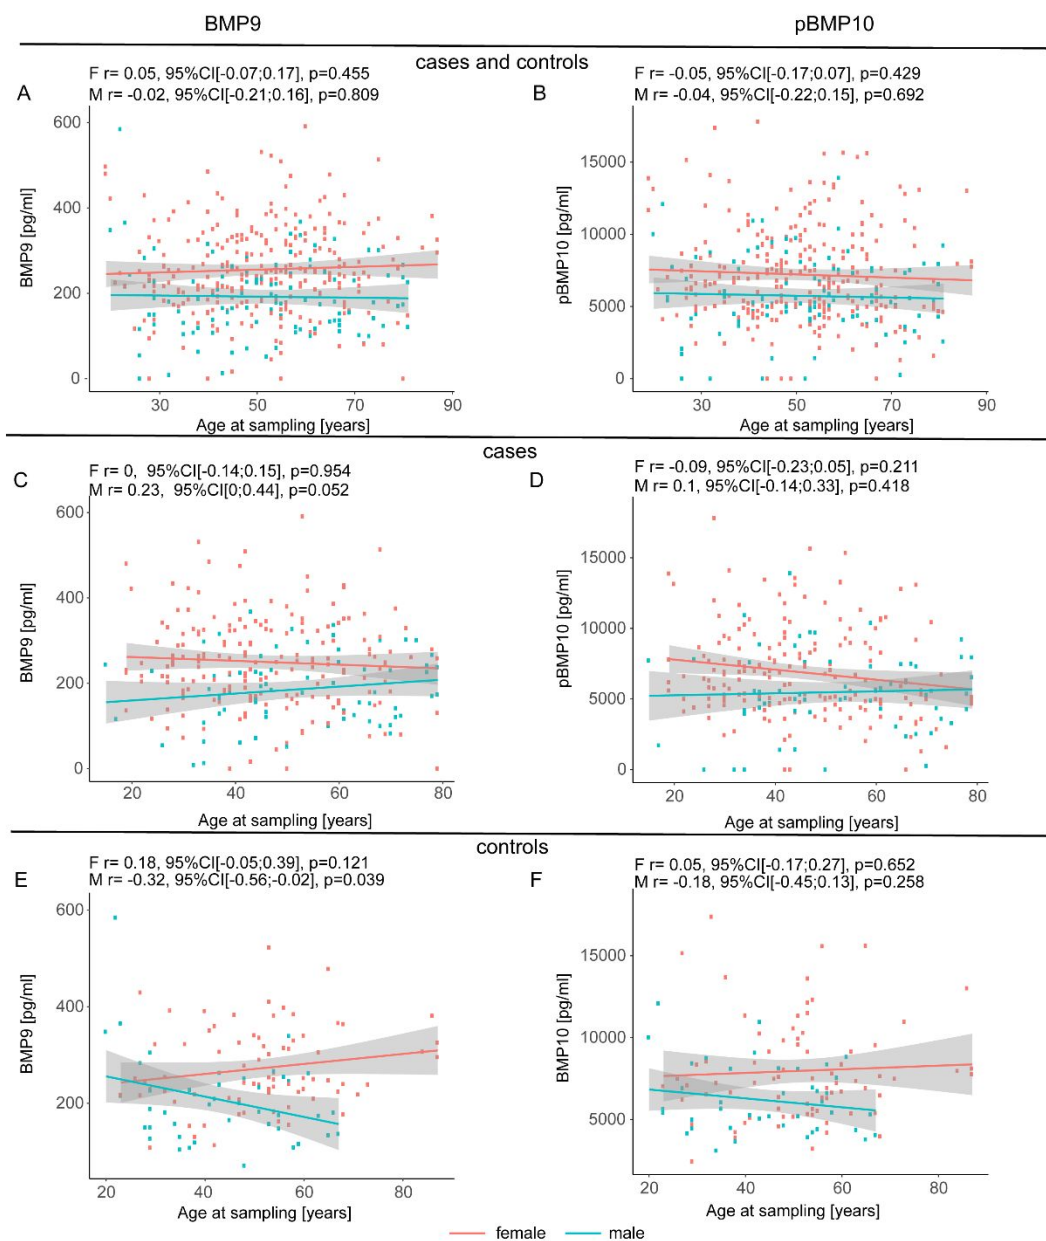 BMP9 pBMP10
cases and controls
F r= 0.05, 95%CI[-0.07;0.17], p=0.455
M r= -0.02, 95%CI[-0.21;0.16], p=0.809
A
600
400
200
0
BMP9 [pg/ml]
30 50 70 90
Age at sampling [years]
F r= -0.05, 95%CI[-0.17;0.07], p=0.429
M r= -0.04, 95%CI[-0.22;0.15], p=0.692
B
15000
10000
5000
0
pBMP10 [pg/ml]
30 50 70 90
Age at sampling [years]
cases
F r= 0, 95%CI[-0.14;0.15], p=0.954
M r= 0.23, 95%CI[0;0.44], p=0.052
C
600
400
200
0
BMP9 [pg/ml]
20 40 60 80
Age at sampling [years]
F r= -0.09, 95%CI[-0.23;0.05], p=0.211
M r= 0.1, 95%CI[-0.14;0.33], p=0.418
D
15000
10000
5000
0
pBMP10 [pg/ml]
20 40 60 80
Age at sampling [years]
controls
F r= 0.18, 95%CI[-0.05;0.39], p=0.121
M r= -0.32, 95%CI[-0.56;-0.02], p=0.039
E
600
400
200
BMP9 [pg/ml]
20 40 60 80
Age at sampling [years]
F r= 0.05, 95%CI[-0.17;0.27], p=0.652
M r= -0.18, 95%CI[-0.45;0.13], p=0.258
F
15000
10000
5000
BMP10 [pg/ml]
20 40 60 80
Age at sampling [years]
female male